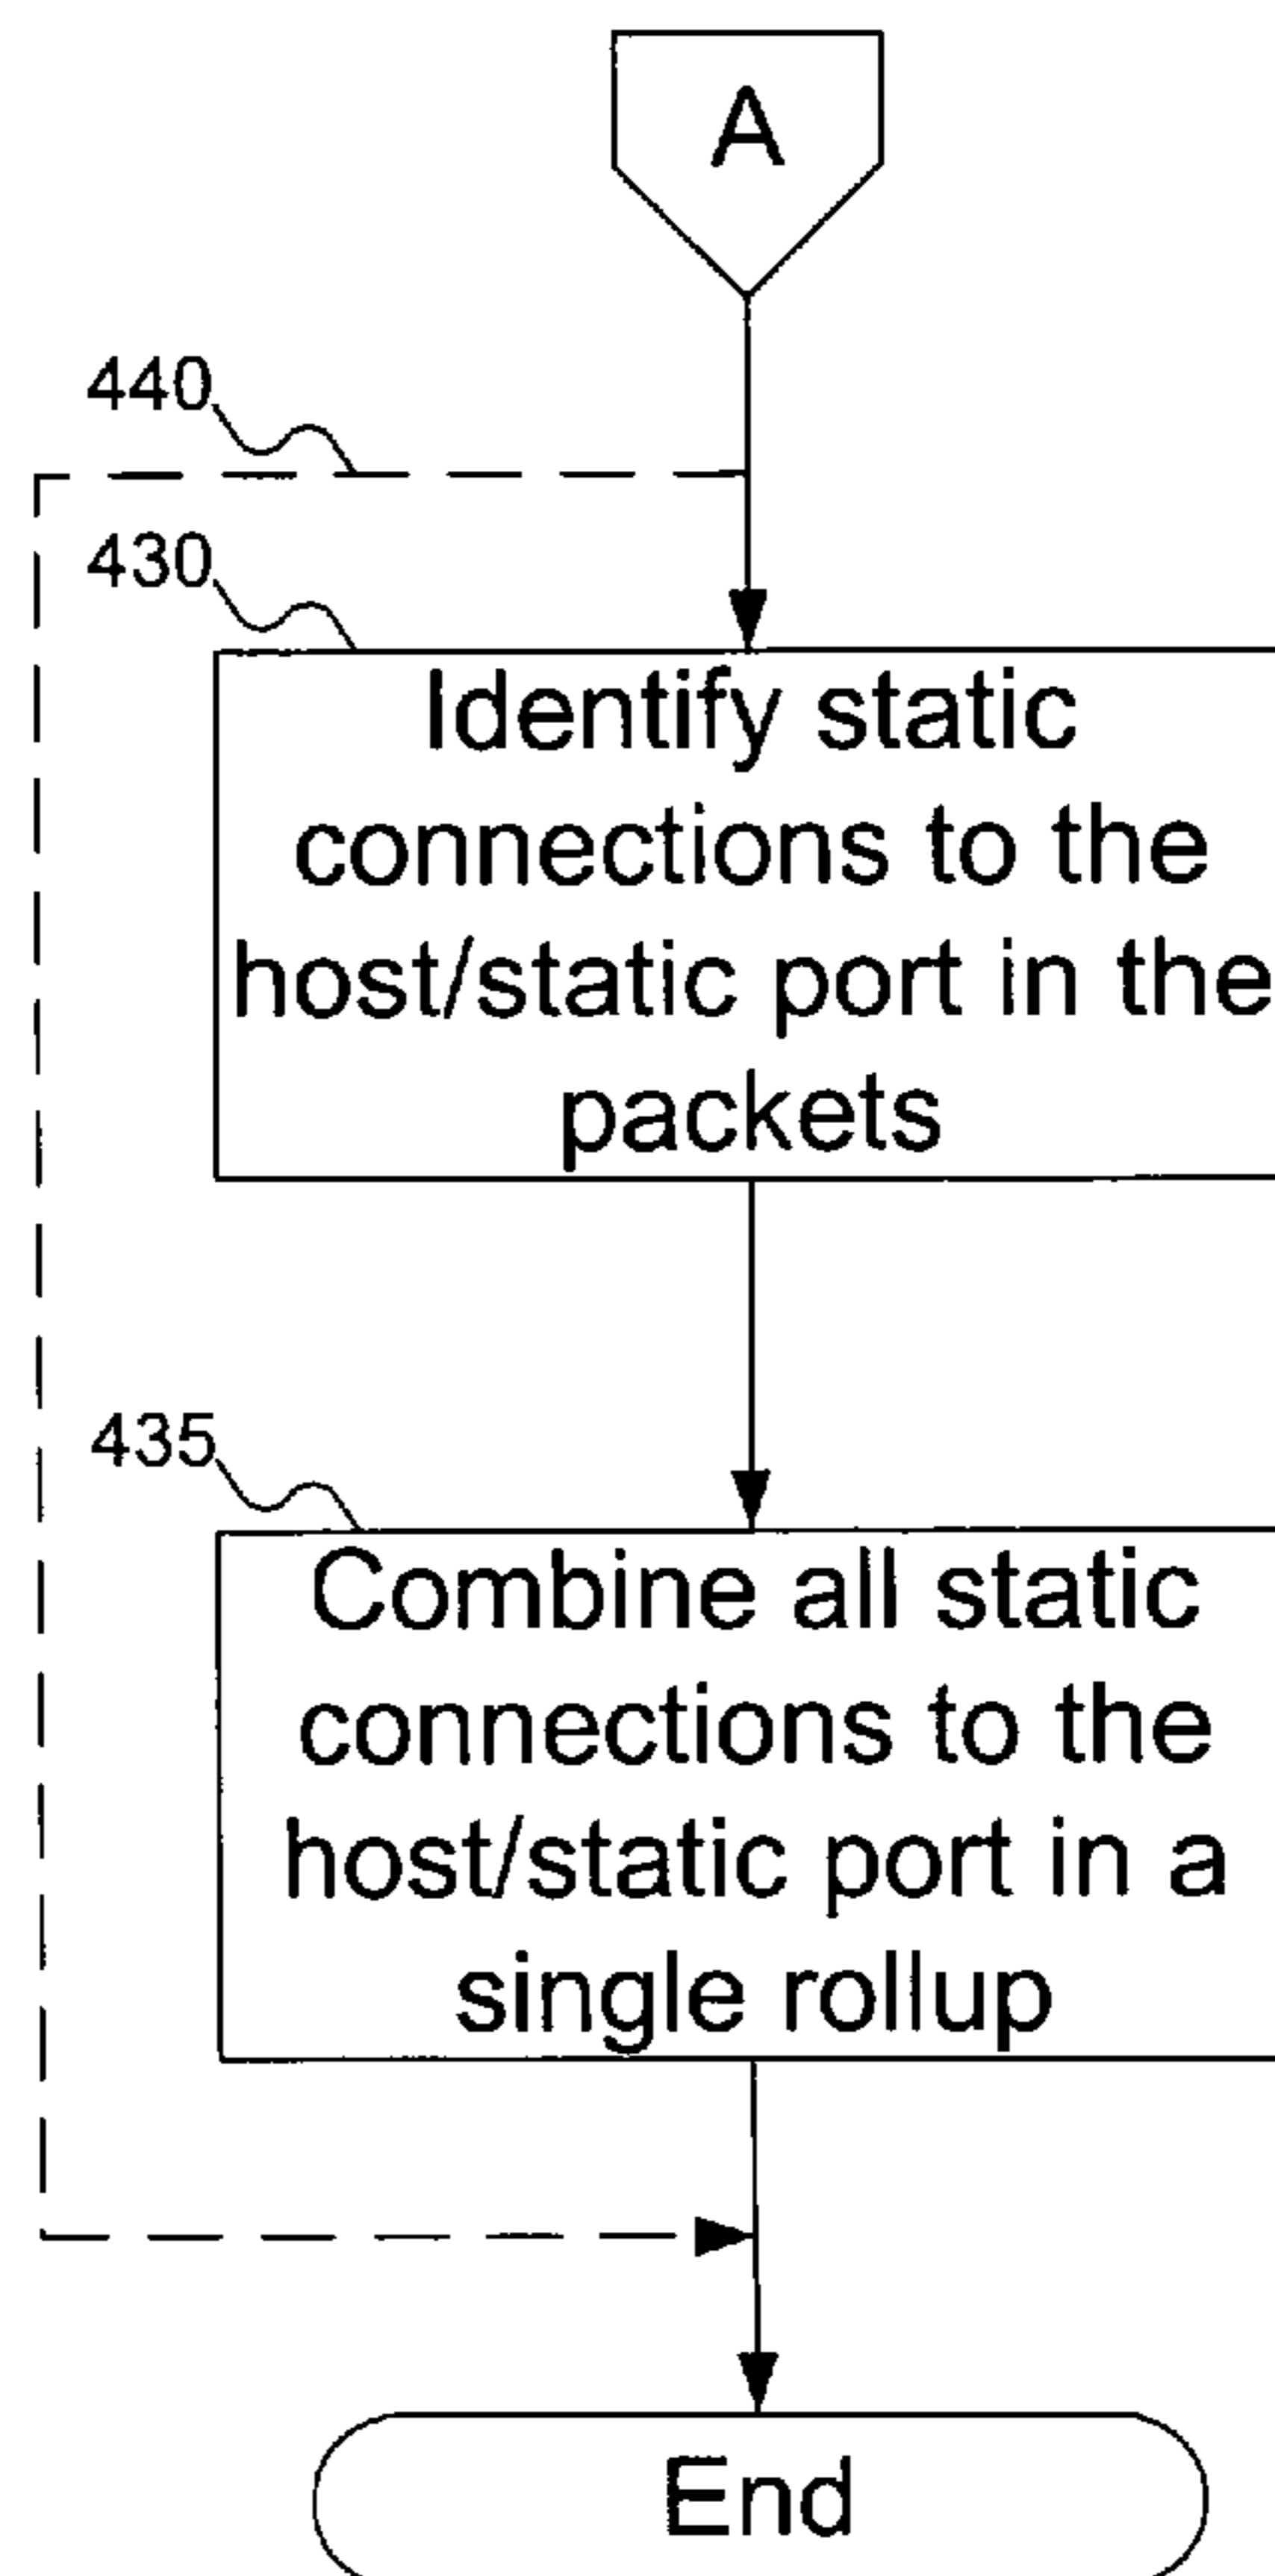 A
440
430
Identify static
connections to the
host/static port in the
packets
435
Combine all static
connections to the
host/static port in a
single rollup
End